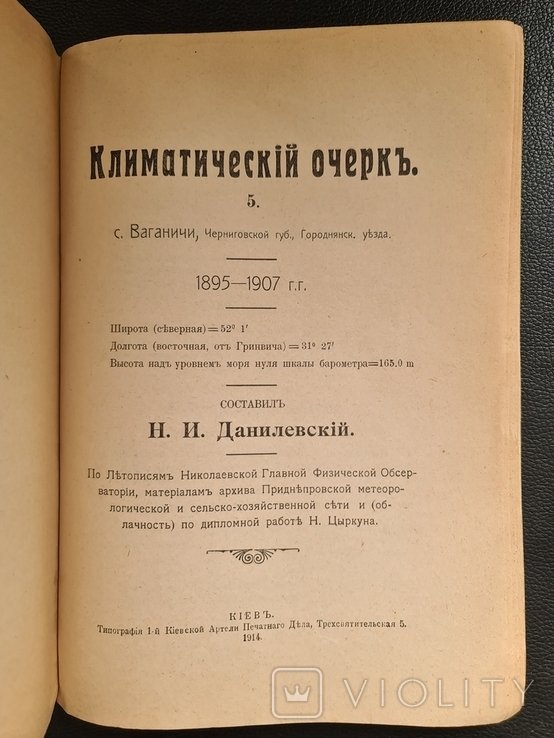 Климатическій очеркъ.
5.
с. Ваганичи, Черниговской губ., Городнянск. уѣзда.
1895—1907 г.г.
Широта (сѣверная)=52° 1′
Долгота (восточная, отъ Гринвича)=31° 27′
Высота надъ уровнемъ моря нуля шкалы барометра=165.0 m
СОСТАВИЛЪ
Н. И. Данилевскій.
По Лѣтописямъ Николаевской Главной Физической Обсер-
ваторіи, матеріаламъ архива Приднѣпровской метеоро-
логической и сельско-хозяйственной сѣти и (об-
лачность) по дипломной работѣ Н. Цыркуна.
КІЕВЪ.
Типографія 1-й Кіевской Артели Печатнаго Дѣла, Трехсвятительская 5.
1914.
VIOLITY